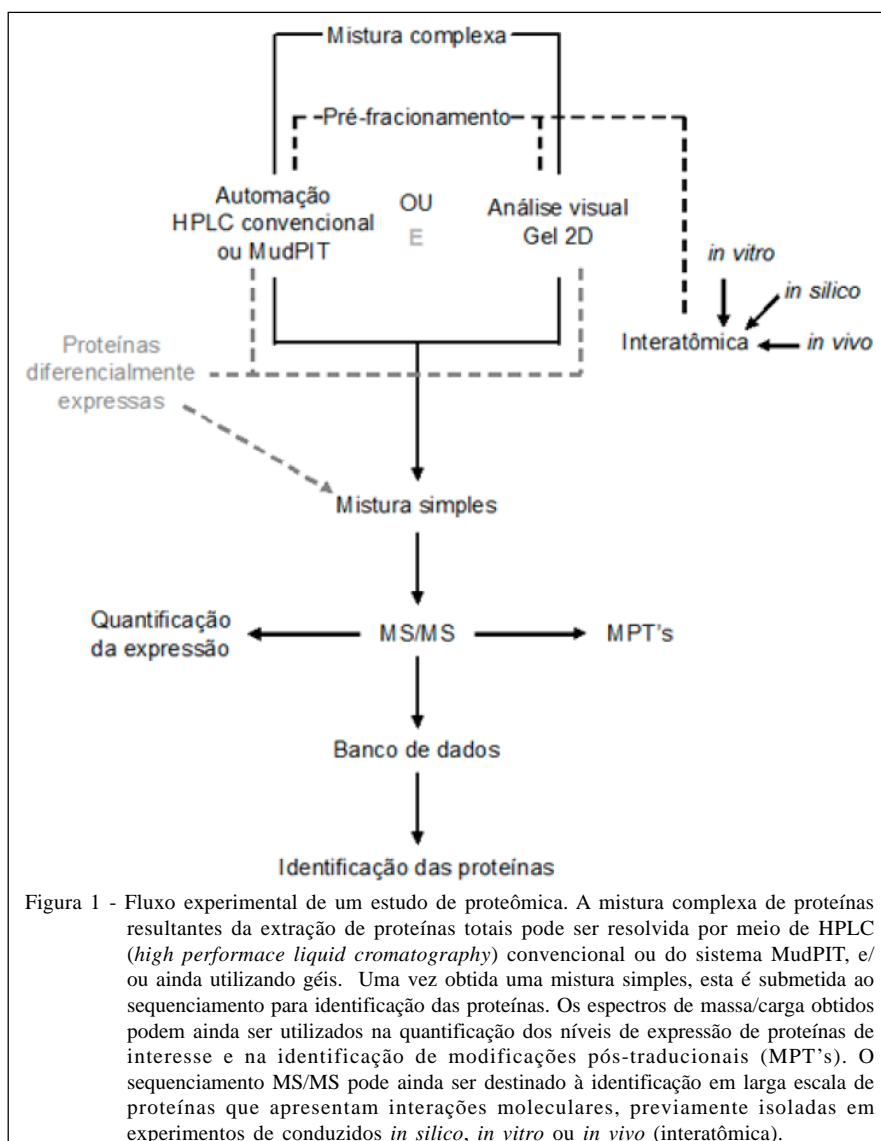 Mistura complexa
Pré-fracionamento
Automação
HPLC convencional
ou MudPIT
OU
E
Análise visual
Gel 2D
in vitro
in silico
Interatômica
in vivo
Proteínas
diferencialmente
expressas
Mistura simples
Quantificação
da expressão
MS/MS
MPT's
Banco de dados
Identificação das proteínas
Figura 1 - Fluxo experimental de um estudo de proteômica. A mistura complexa de proteínas
resultantes da extração de proteínas totais pode ser resolvida por meio de HPLC
(high performace liquid cromatography) convencional ou do sistema MudPIT, e/
ou ainda utilizando géis. Uma vez obtida uma mistura simples, esta é submetida ao
sequenciamento para identificação das proteínas. Os espectros de massa/carga obtidos
podem ainda ser utilizados na quantificação dos níveis de expressão de proteínas de
interesse e na identificação de modificações pós-traducionais (MPT's). O
sequenciamento MS/MS pode ainda ser destinado à identificação em larga escala de
proteínas que apresentam interações moleculares, previamente isoladas em
experimentos de conduzidos in silico, in vitro ou in vivo (interatômica).